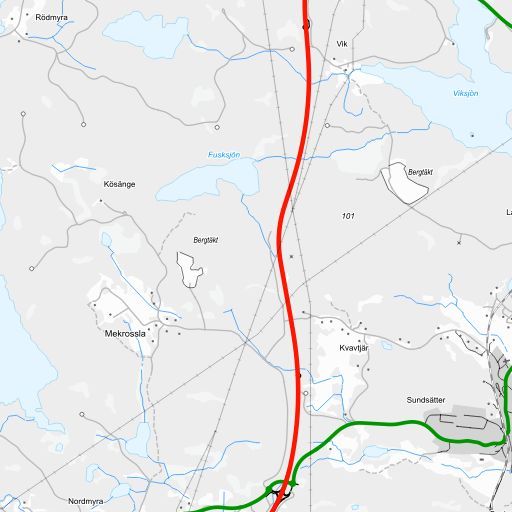 Rödmyra
Vik
Viksjön
Fusksjön
Bergtäkt
Kösänge
101
Bergtäkt
Mekrossla
Kvavtjär
Sundsätter
Nordmyra